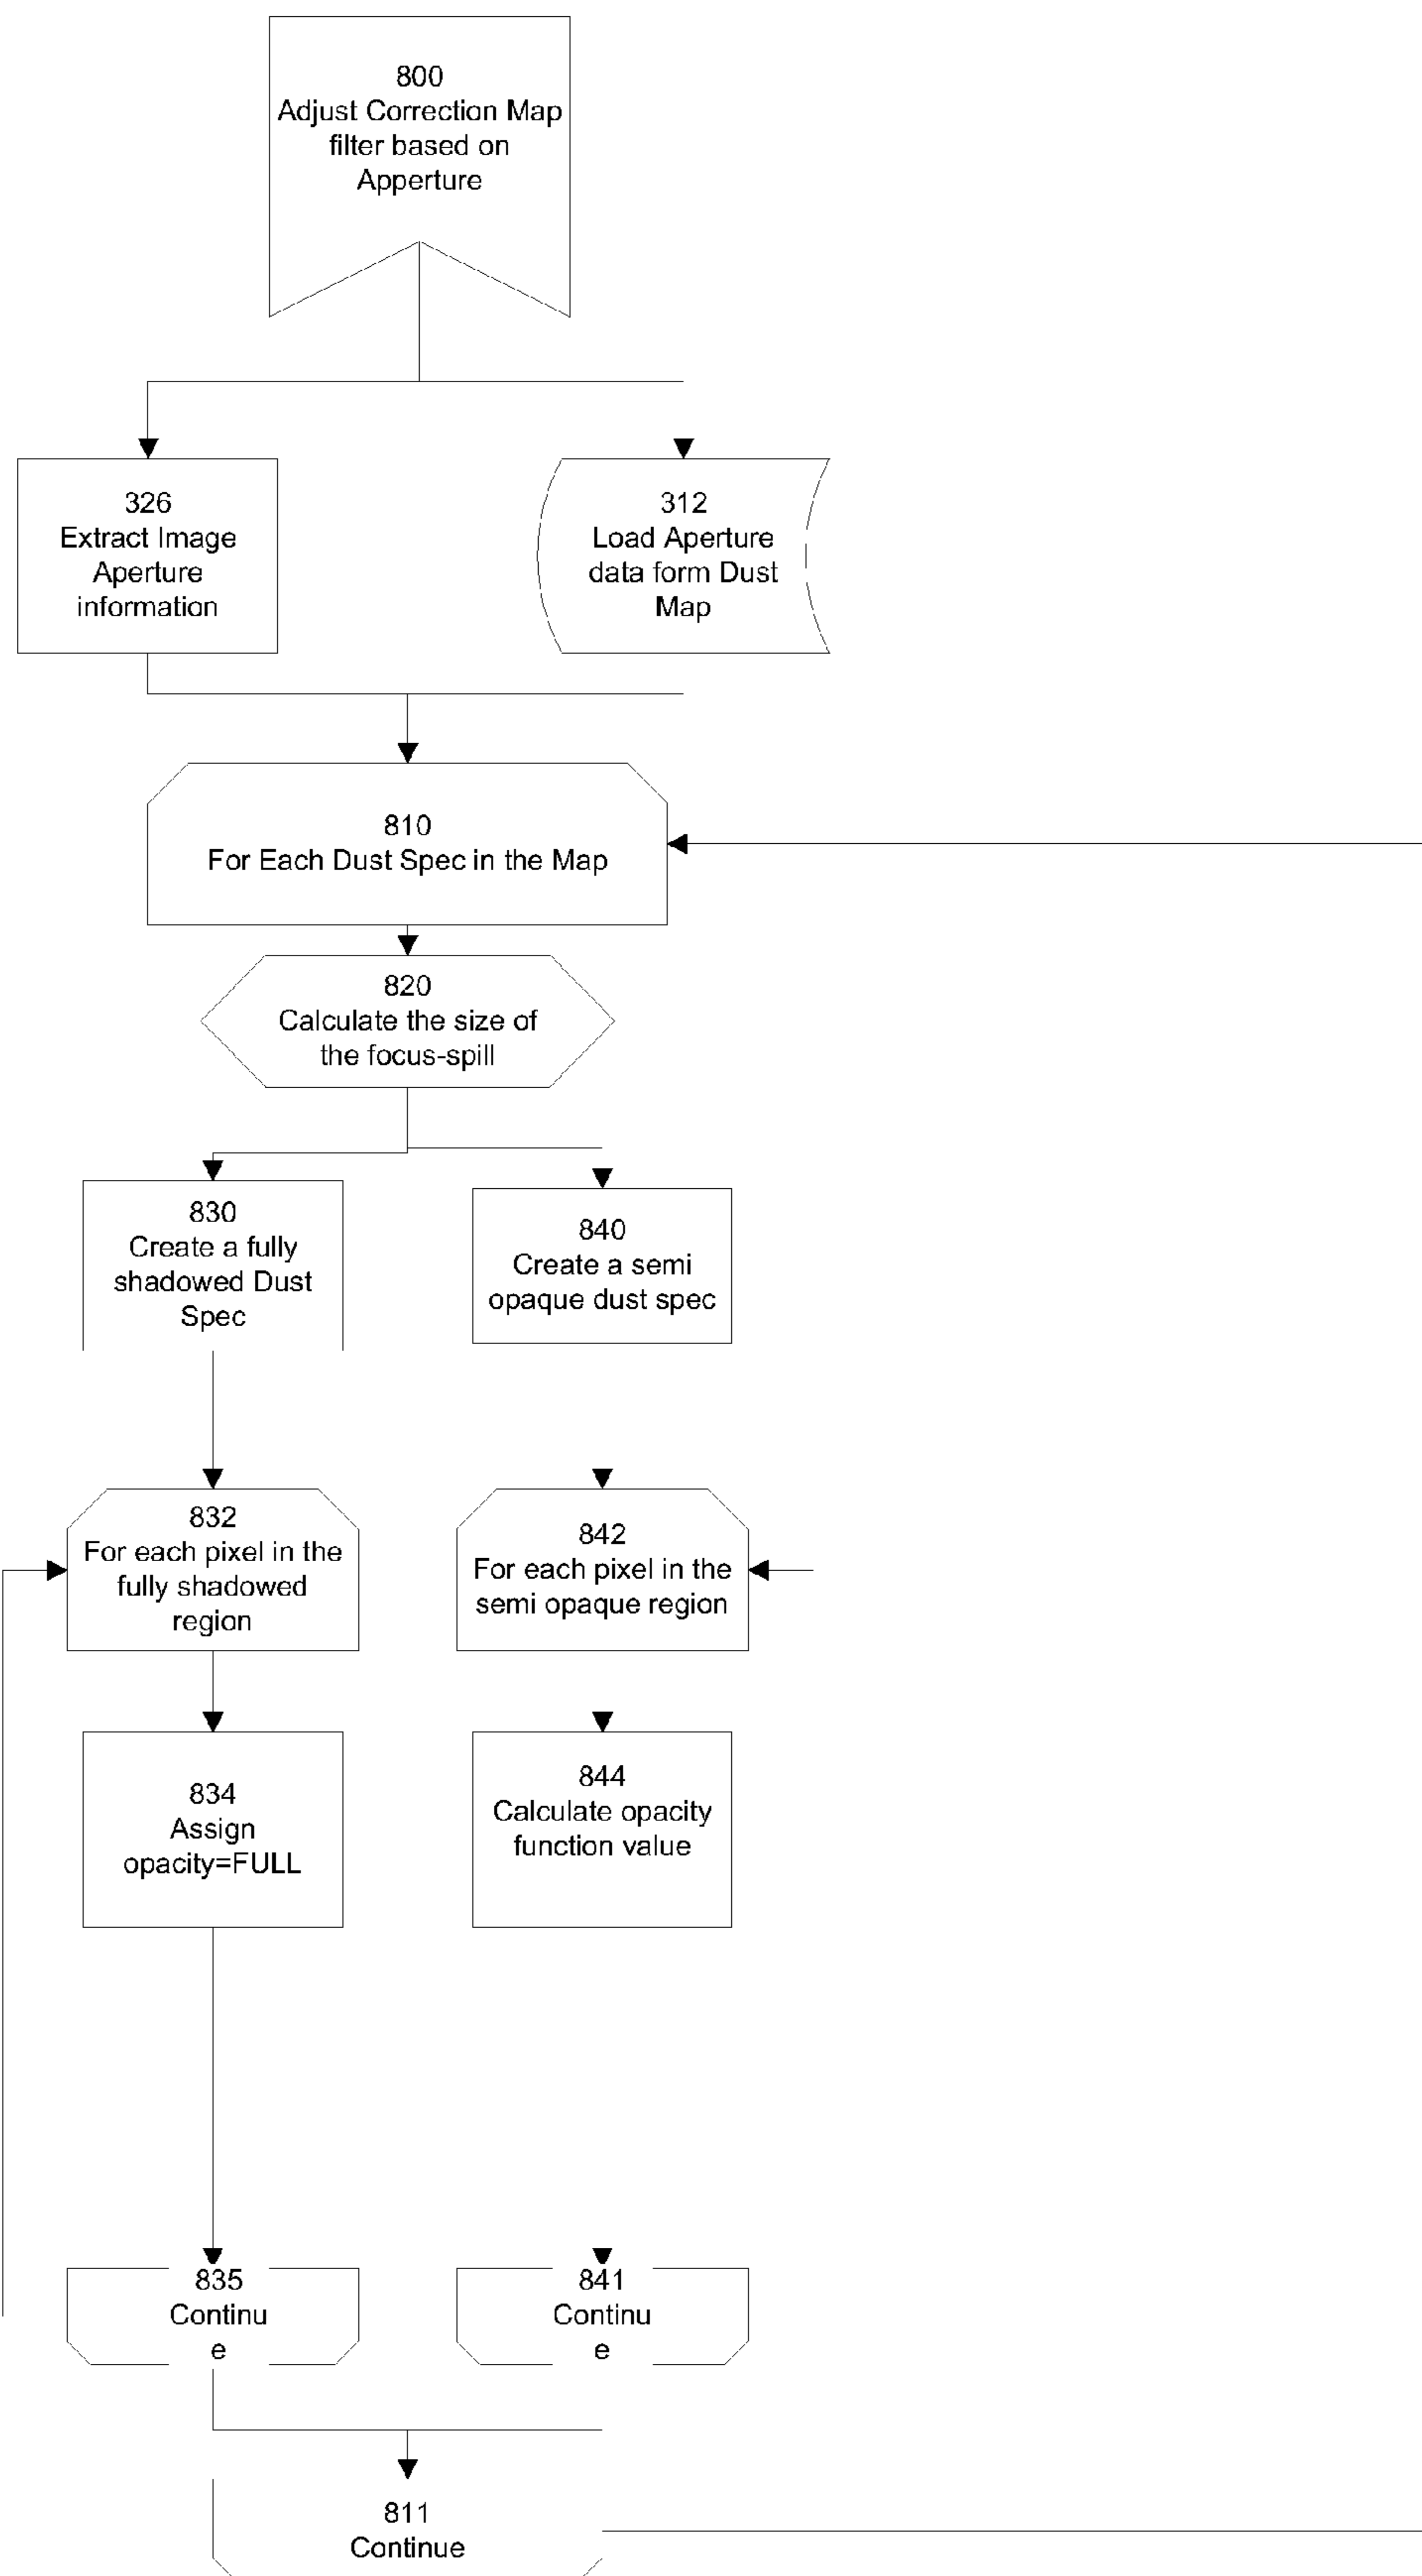 800
Adjust Correction Map
filter based on
Apperture
326
Extract Image
Aperture
information
312
Load Aperture
data form Dust
Map
810
For Each Dust Spec in the Map
820
Calculate the size of
the focus-spill
830
Create a fully
shadowed Dust
Spec
840
Create a semi
opaque dust spec
832
For each pixel in the
fully shadowed
region
842
For each pixel in the
semi opaque region
834
Assign
opacity=FULL
844
Calculate opacity
function value
835
Continu
e
841
Continu
e
811
Continue